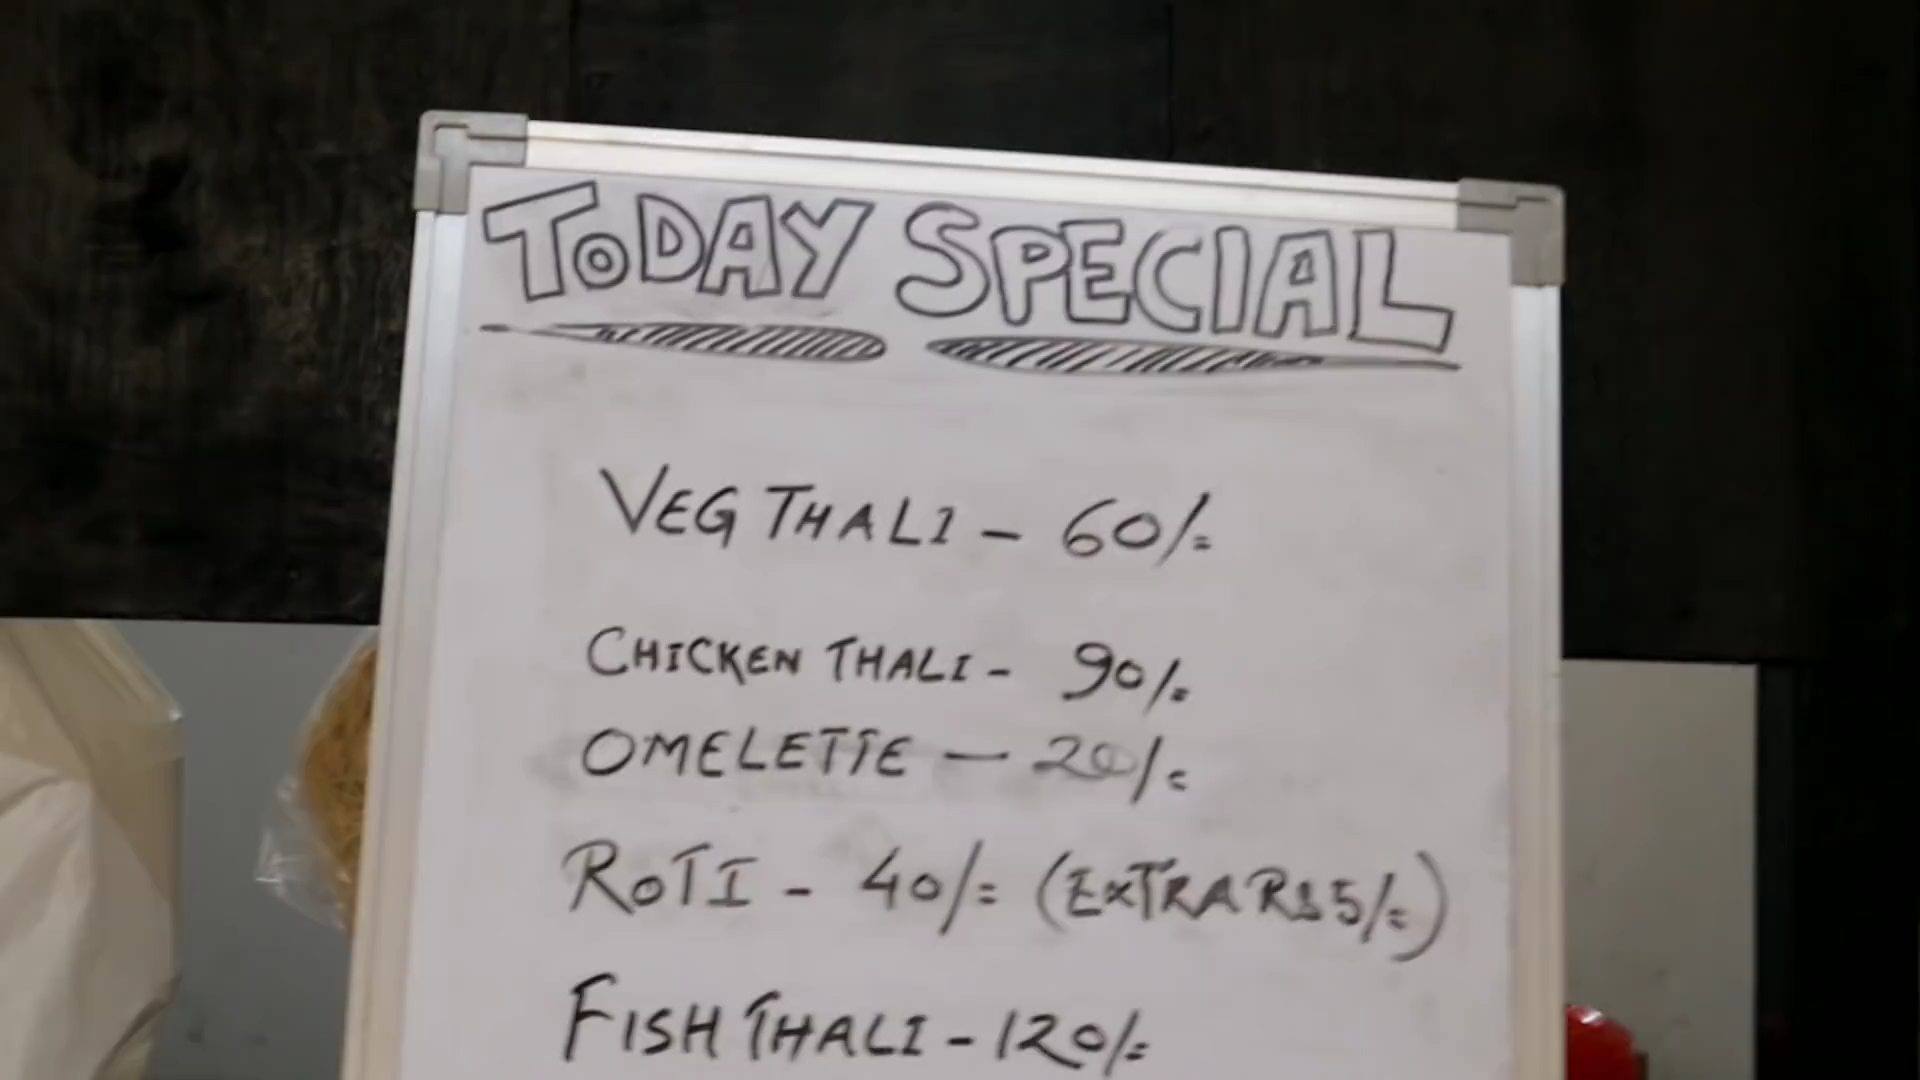 TODAY SPECIAL
VEG THALI - 60/=
CHICKEN THALI - 90/=
OMELETTE - 20/=
ROTI - 40/= (EXTRA RS 5/=)
FISH THALI - 120/=